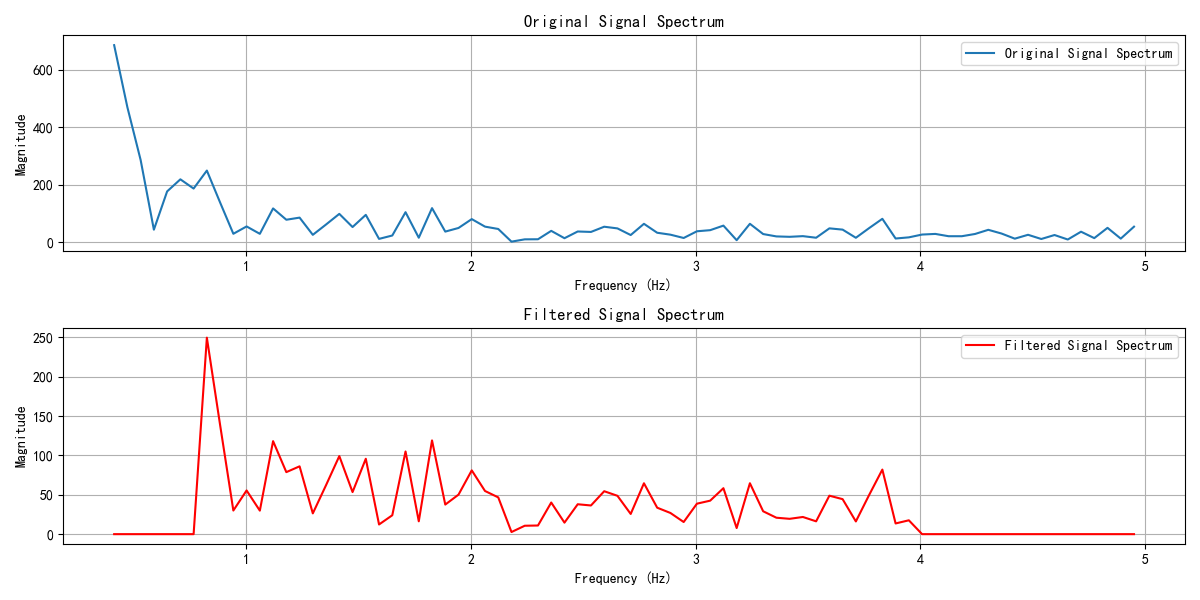 Original Signal Spectrum
Original Signal Spectrum
Magnitude
600
400
200
0
1 2 3 4 5
Frequency (Hz)
Filtered Signal Spectrum
Filtered Signal Spectrum
Magnitude
250
200
150
100
50
0
1 2 3 4 5
Frequency (Hz)